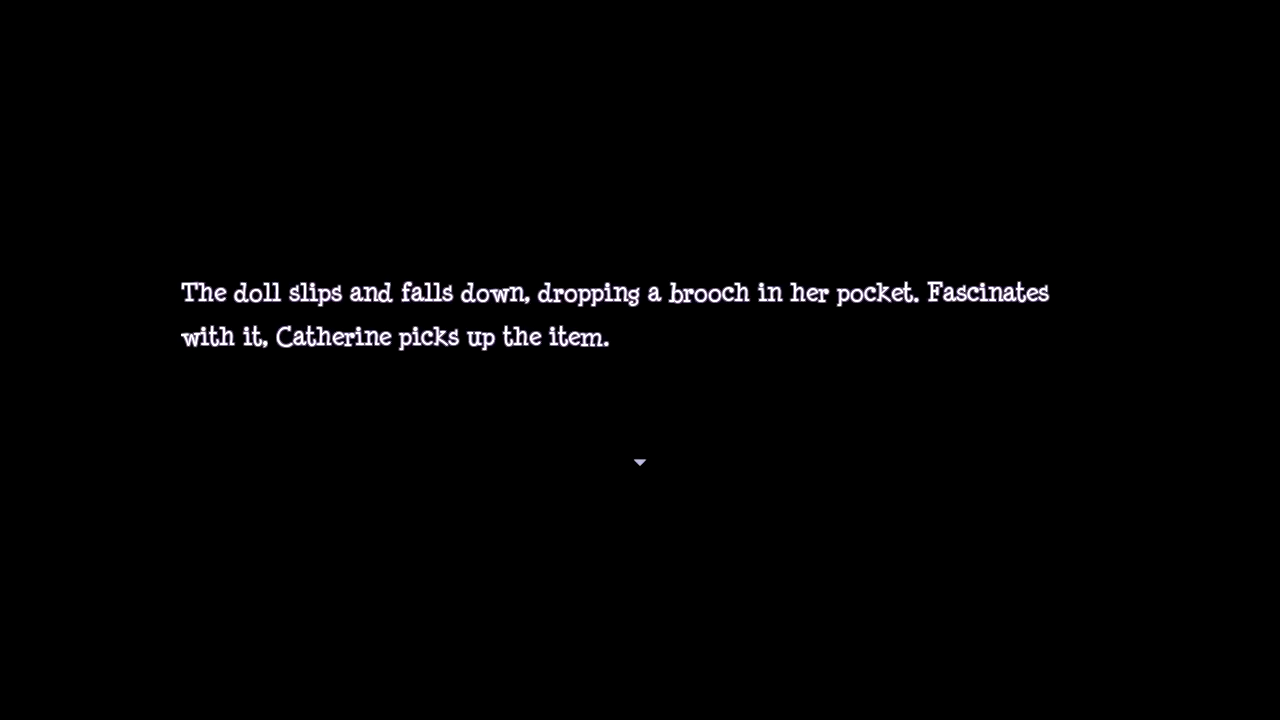 The doll slips and falls down, dropping a brooch in her pocket. Fascinates
with it, Catherine picks up the item.